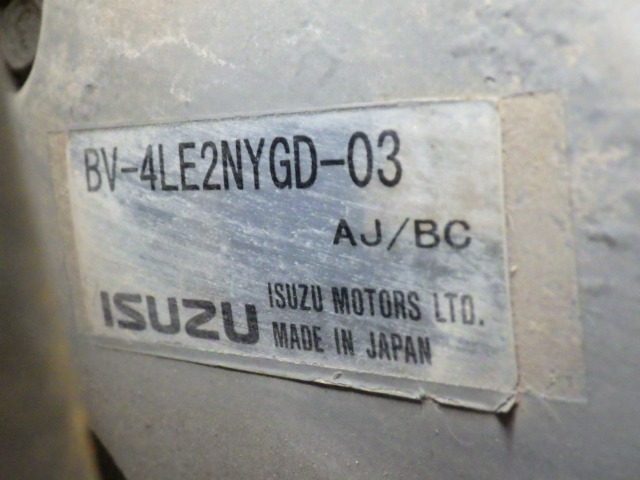 BV-4LE2NYGD-03
AJ/BC
ISUZU ISUZU MOTORS LTD.
MADE IN JAPAN